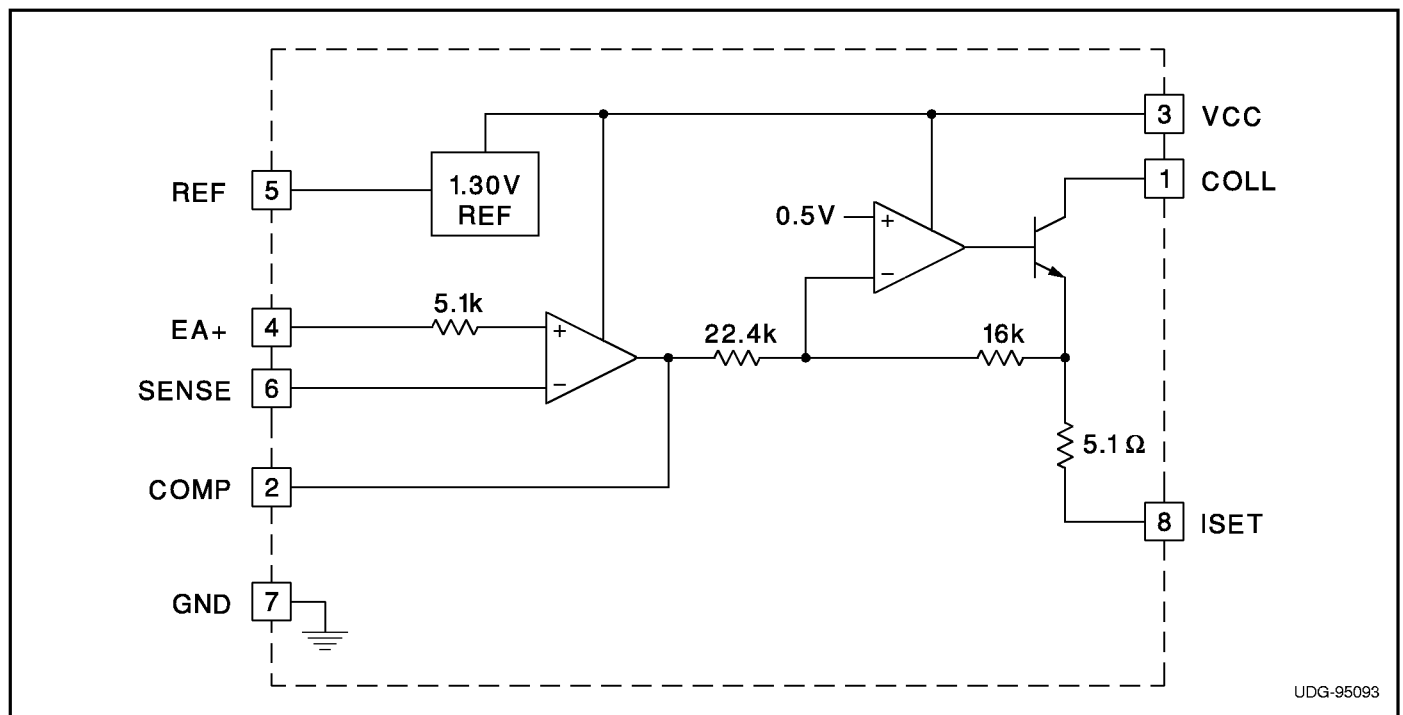 3 VCC
1 COLL
REF 5
1.30V
REF
0.5V
+
−
5.1k
EA+ 4
+
22.4k
16k
SENSE 6
−
5.1 Ω
COMP 2
8 ISET
GND 7
UDG-95093